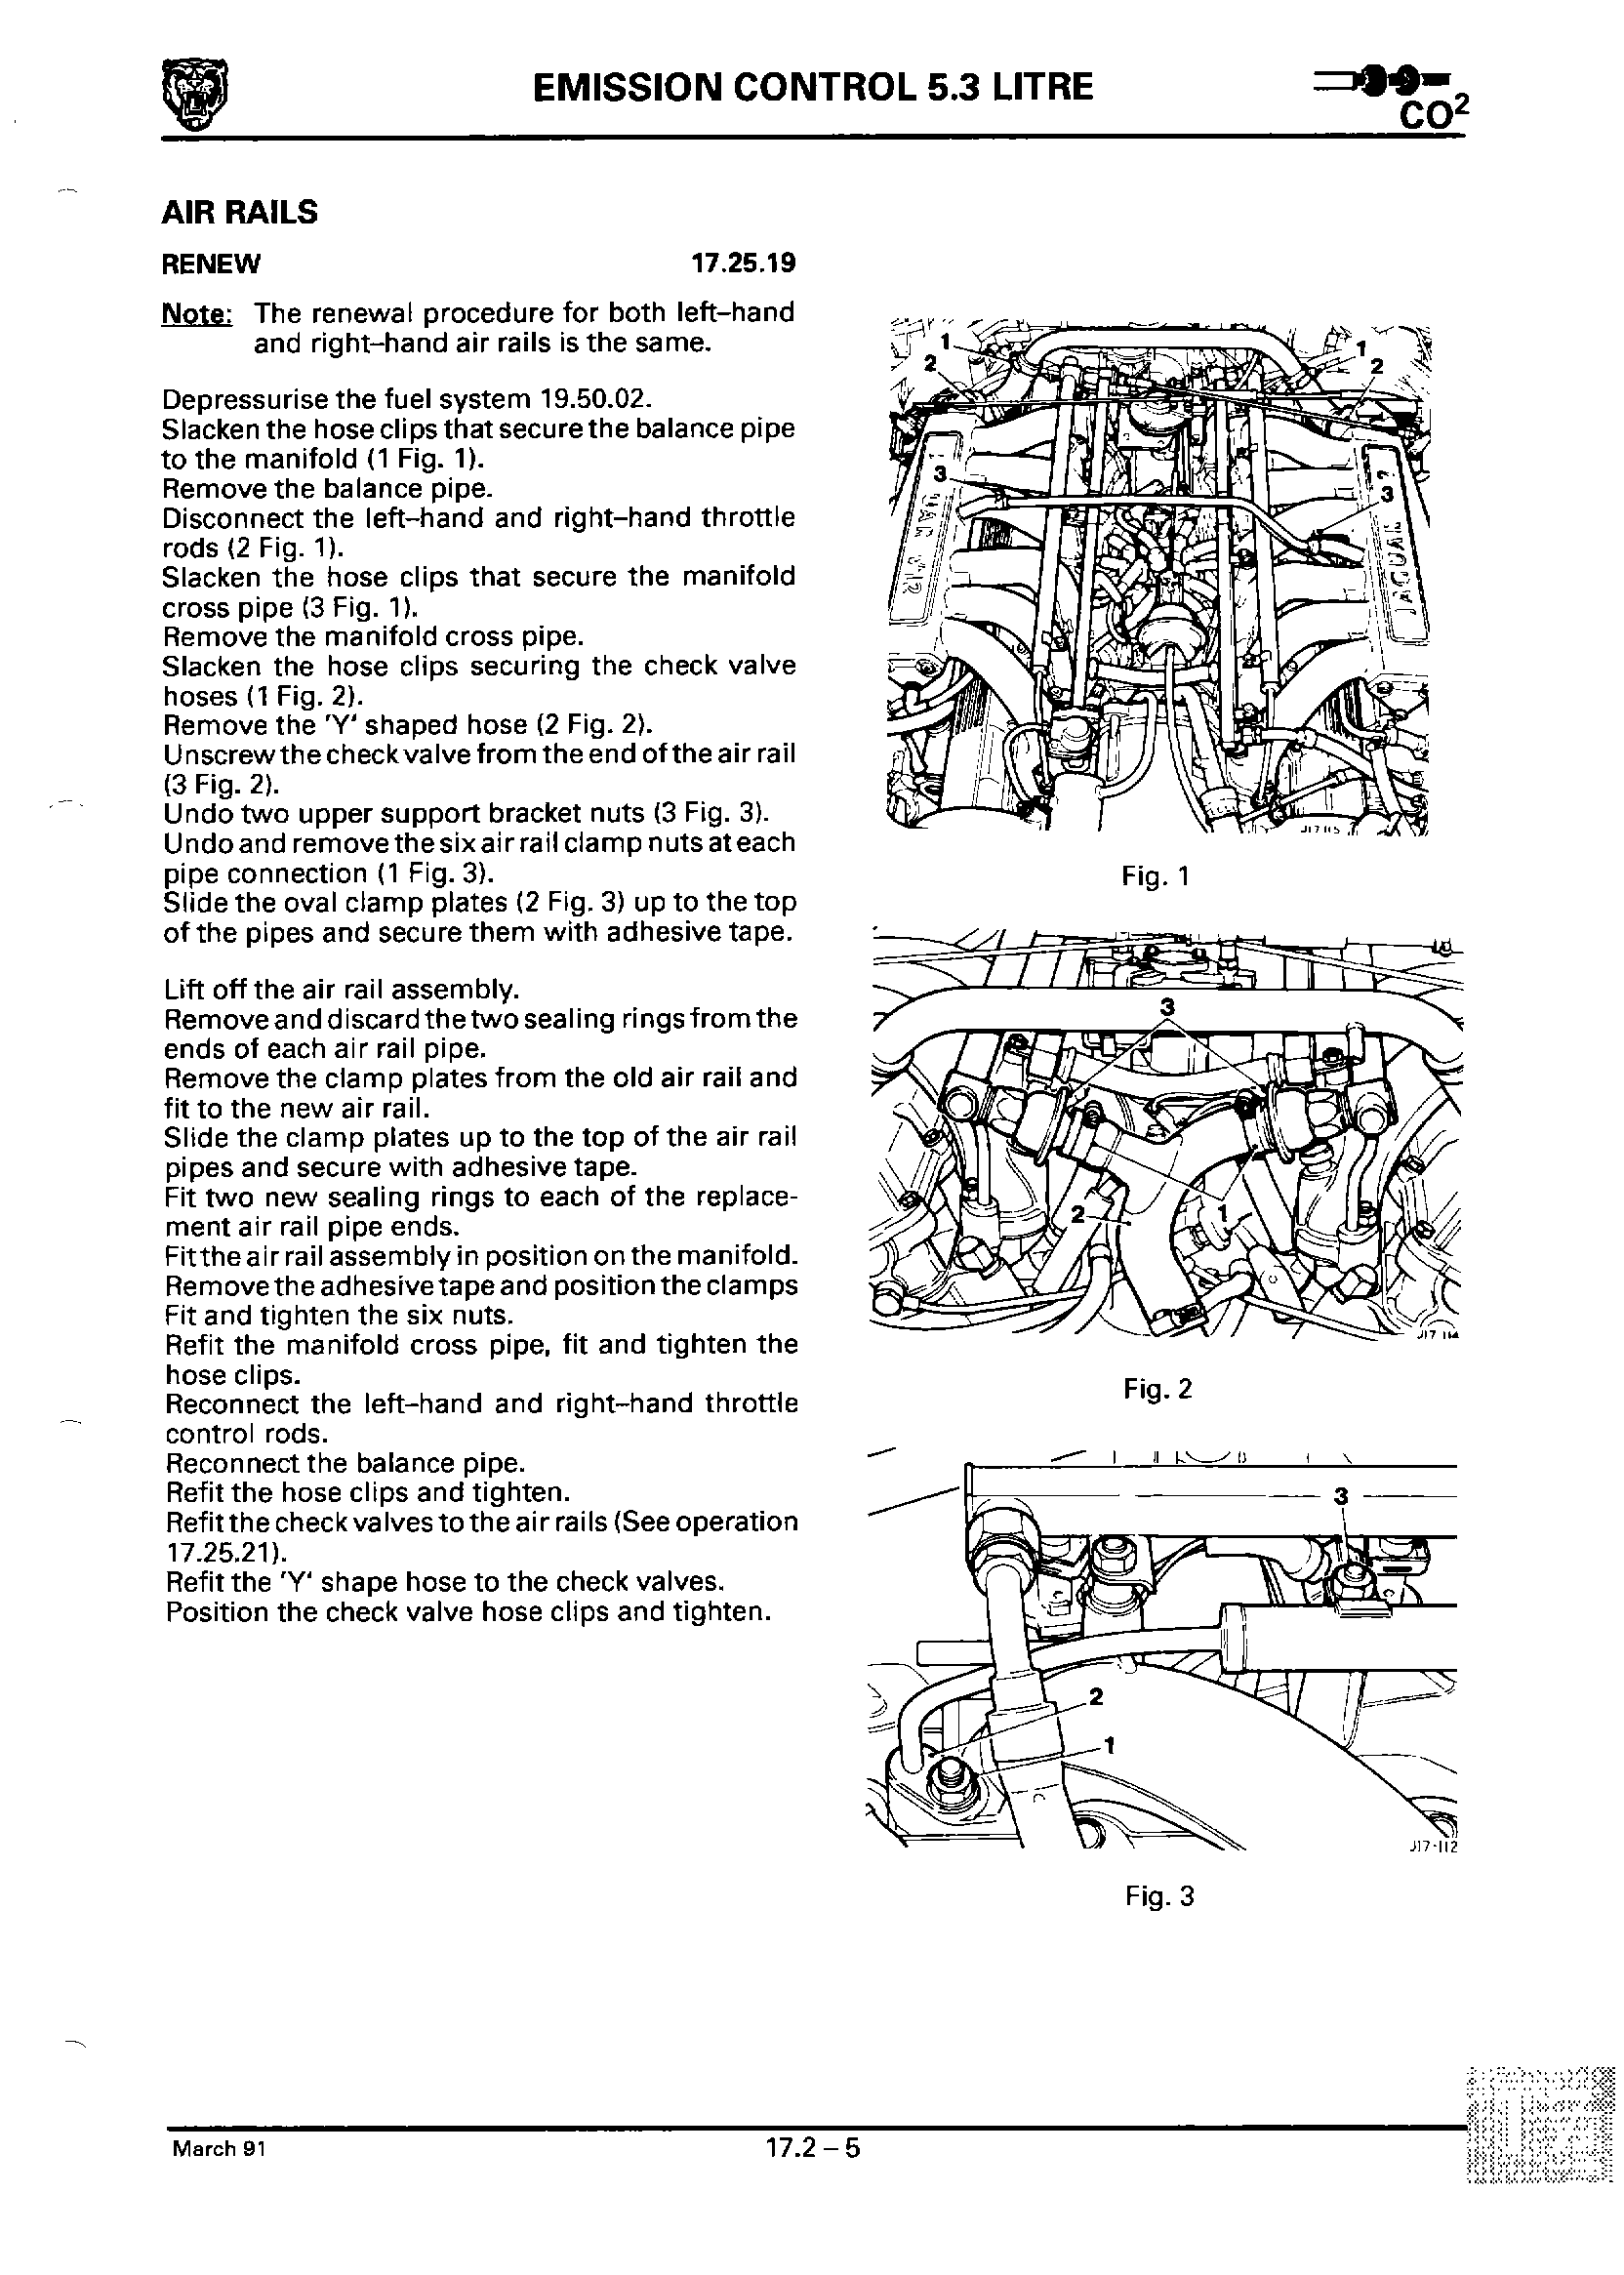 EMISSION CONTROL 5.3 LITRE
CO²
AIR RAILS
RENEW 17.25.19
Note: The renewal procedure for both left-hand
and right-hand air rails is the same.
Depressurise the fuel system 19.50.02.
Slacken the hose clips that secure the balance pipe
to the manifold (1 Fig. 1).
Remove the balance pipe.
Disconnect the left-hand and right-hand throttle
rods (2 Fig. 1).
Slacken the hose clips that secure the manifold
cross pipe (3 Fig. 1).
Remove the manifold cross pipe.
Slacken the hose clips securing the check valve
hoses (1 Fig. 2).
Remove the 'Y' shaped hose (2 Fig. 2).
Unscrew the check valve from the end of the air rail
(3 Fig. 2).
Undo two upper support bracket nuts (3 Fig. 3).
Undo and remove the six air rail clamp nuts at each
pipe connection (1 Fig. 3).
Slide the oval clamp plates (2 Fig. 3) up to the top
of the pipes and secure them with adhesive tape.
Lift off the air rail assembly.
Remove and discard the two sealing rings from the
ends of each air rail pipe.
Remove the clamp plates from the old air rail and
fit to the new air rail.
Slide the clamp plates up to the top of the air rail
pipes and secure with adhesive tape.
Fit two new sealing rings to each of the replace-
ment air rail pipe ends.
Fit the air rail assembly in position on the manifold.
Remove the adhesive tape and position the clamps
Fit and tighten the six nuts.
Refit the manifold cross pipe, fit and tighten the
hose clips.
Reconnect the left-hand and right-hand throttle
control rods.
Reconnect the balance pipe.
Refit the hose clips and tighten.
Refit the check valves to the air rails (See operation
17.25.21).
Refit the 'Y' shape hose to the check valves.
Position the check valve hose clips and tighten.
1
2
1
2
3
3
JAGUAR
J17 115
Fig. 1
3
2
1
J17 114
Fig. 2
3
2
1
J17-112
Fig. 3
March 91
17.2 – 5